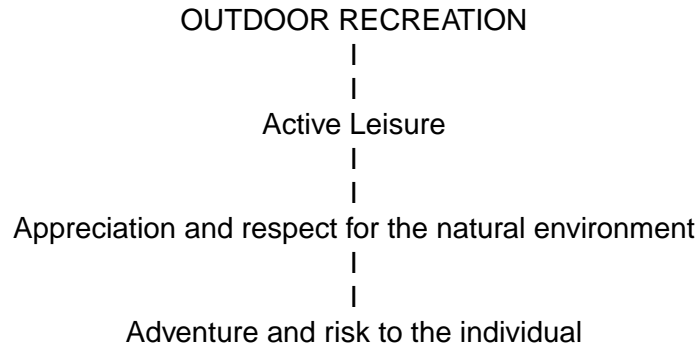 OUTDOOR RECREATION
I
I
Active Leisure
I
I
Appreciation and respect for the natural environment
I
I
Adventure and risk to the individual